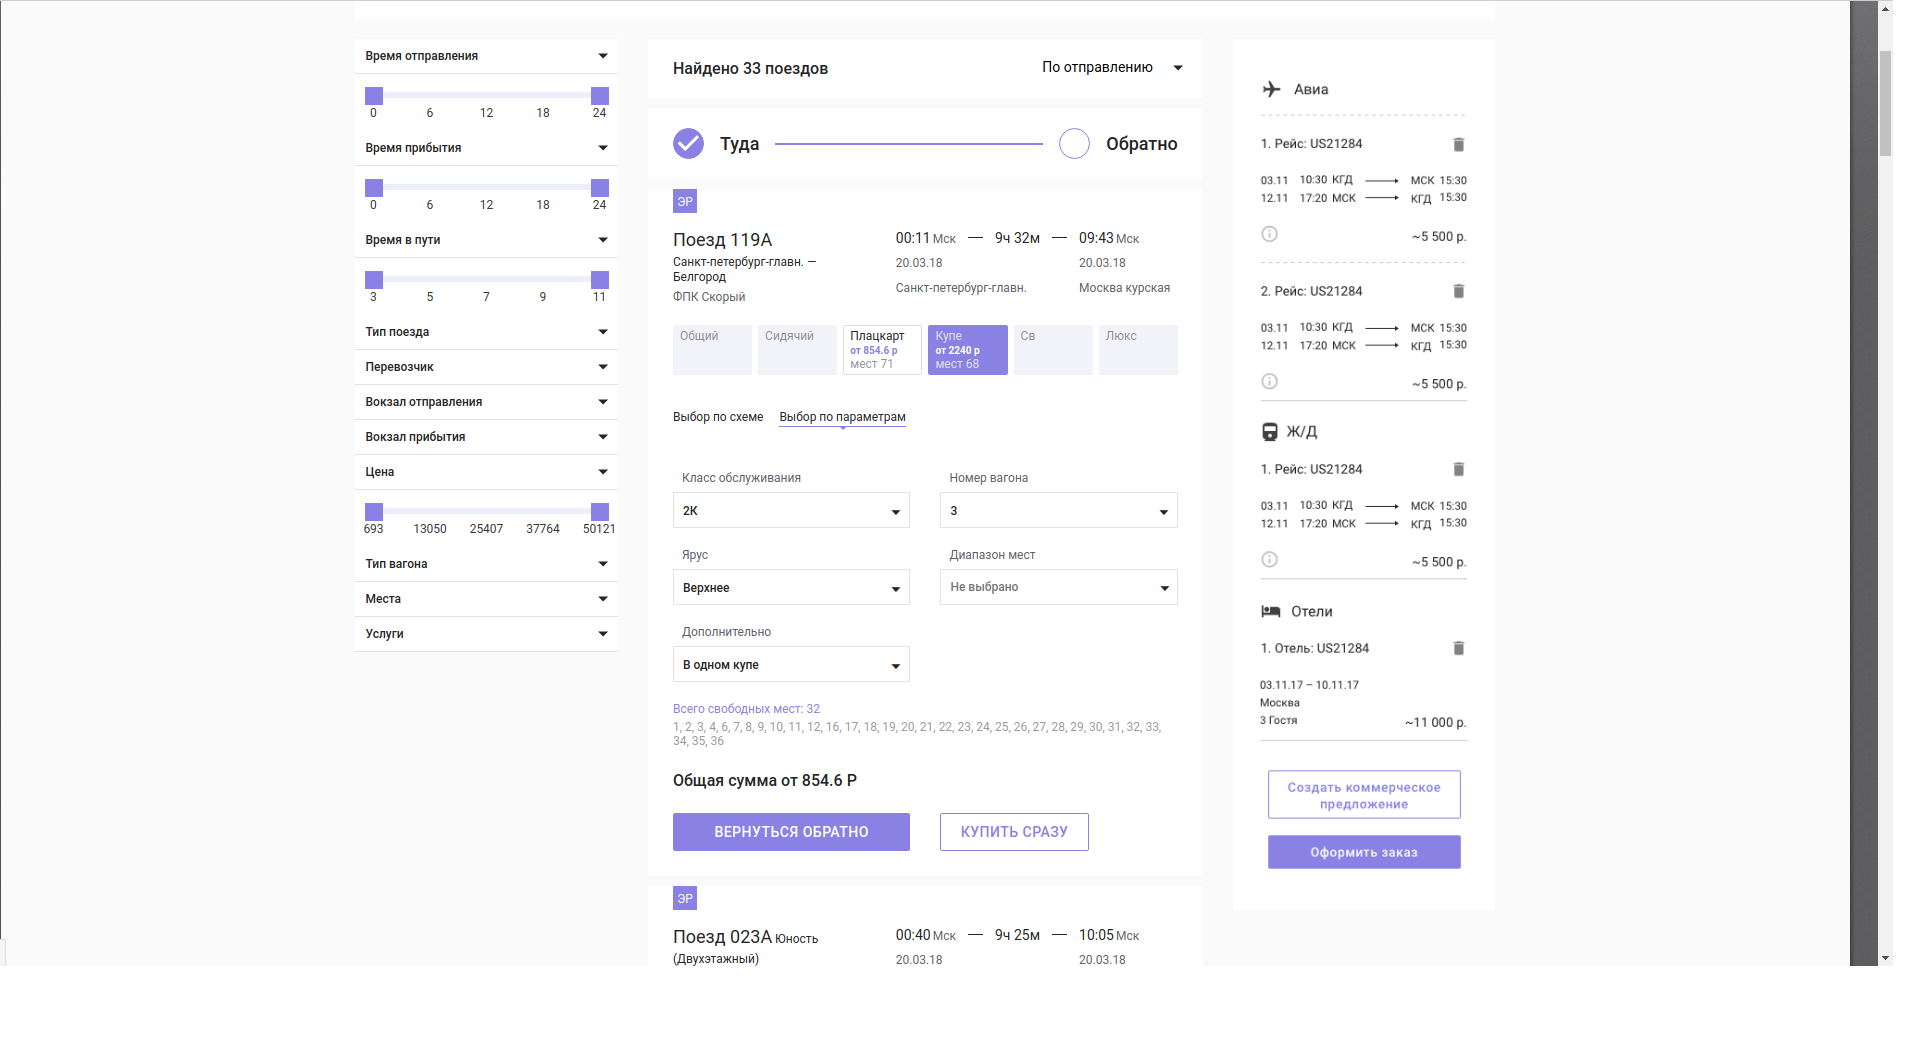 Время отправления
0 6 12 18 24
Время прибытия
0 6 12 18 24
Время в пути
3 5 7 9 11
Тип поезда
Перевозчик
Вокзал отправления
Вокзал прибытия
Цена
693 13050 25407 37764 50121
Тип вагона
Места
Услуги
Найдено 33 поездов
По отправлению
Туда
Обратно
ЭР
Поезд 119А
Санкт-петербург-главн. —
Белгород
ФПК Скорый
00:11 Мск — 9ч 32м — 09:43 Мск
20.03.18 20.03.18
Санкт-петербург-главн. Москва курская
Общий
Сидячий
Плацкарт
от 854.6 р
мест 71
Купе
от 2240 р
мест 68
Св
Люкс
Выбор по схеме Выбор по параметрам
Класс обслуживания
2К
Номер вагона
3
Ярус
Верхнее
Диапазон мест
Не выбрано
Дополнительно
В одном купе
Всего свободных мест: 32
1, 2, 3, 4, 6, 7, 8, 9, 10, 11, 12, 16, 17, 18, 19, 20, 21, 22, 23, 24, 25, 26, 27, 28, 29, 30, 31, 32, 33,
34, 35, 36
Общая сумма от 854.6 Р
ВЕРНУТЬСЯ ОБРАТНО
КУПИТЬ СРАЗУ
ЭР
Поезд 023А Юность
(Двухэтажный)
00:40 Мск — 9ч 25м — 10:05 Мск
20.03.18 20.03.18
Авиа
1. Рейс: US21284
03.11 10:30 КГД МСК 15:30
12.11 17:20 МСК КГД 15:30
~5 500 р.
2. Рейс: US21284
03.11 10:30 КГД МСК 15:30
12.11 17:20 МСК КГД 15:30
~5 500 р.
Ж/Д
1. Рейс: US21284
03.11 10:30 КГД МСК 15:30
12.11 17:20 МСК КГД 15:30
~5 500 р.
Отели
1. Отель: US21284
03.11.17 – 10.11.17
Москва
3 Гостя
~11 000 р.
Создать коммерческое
предложение
Оформить заказ